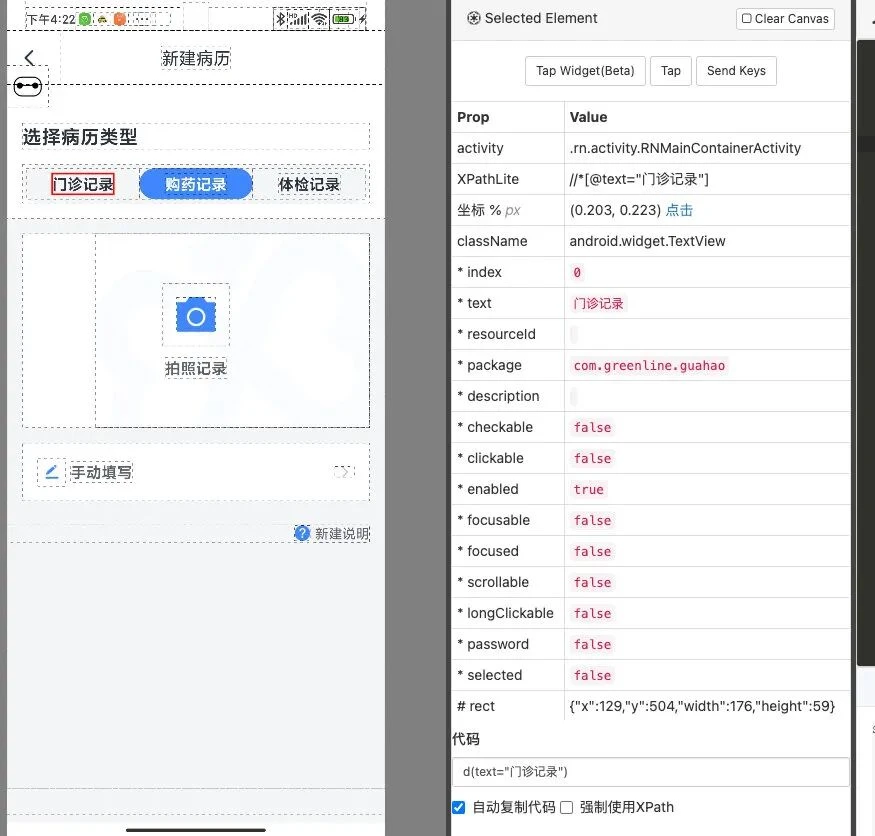 下午4:22 83
新建病历
选择病历类型
门诊记录 购药记录 体检记录
拍照记录
手动填写
? 新建说明
Selected Element Clear Canvas
Tap Widget(Beta) Tap Send Keys
Prop Value
activity .rn.activity.RNMainContainerActivity
XPathLite //*[@text="门诊记录"]
坐标 % px (0.203, 0.223) 点击
className android.widget.TextView
* index 0
* text 门诊记录
* resourceId
* package com.greenline.guahao
* description
* checkable false
* clickable false
* enabled true
* focusable false
* focused false
* scrollable false
* longClickable false
* password false
* selected false
# rect {"x":129,"y":504,"width":176,"height":59}
代码
d(text="门诊记录")
自动复制代码 强制使用XPath